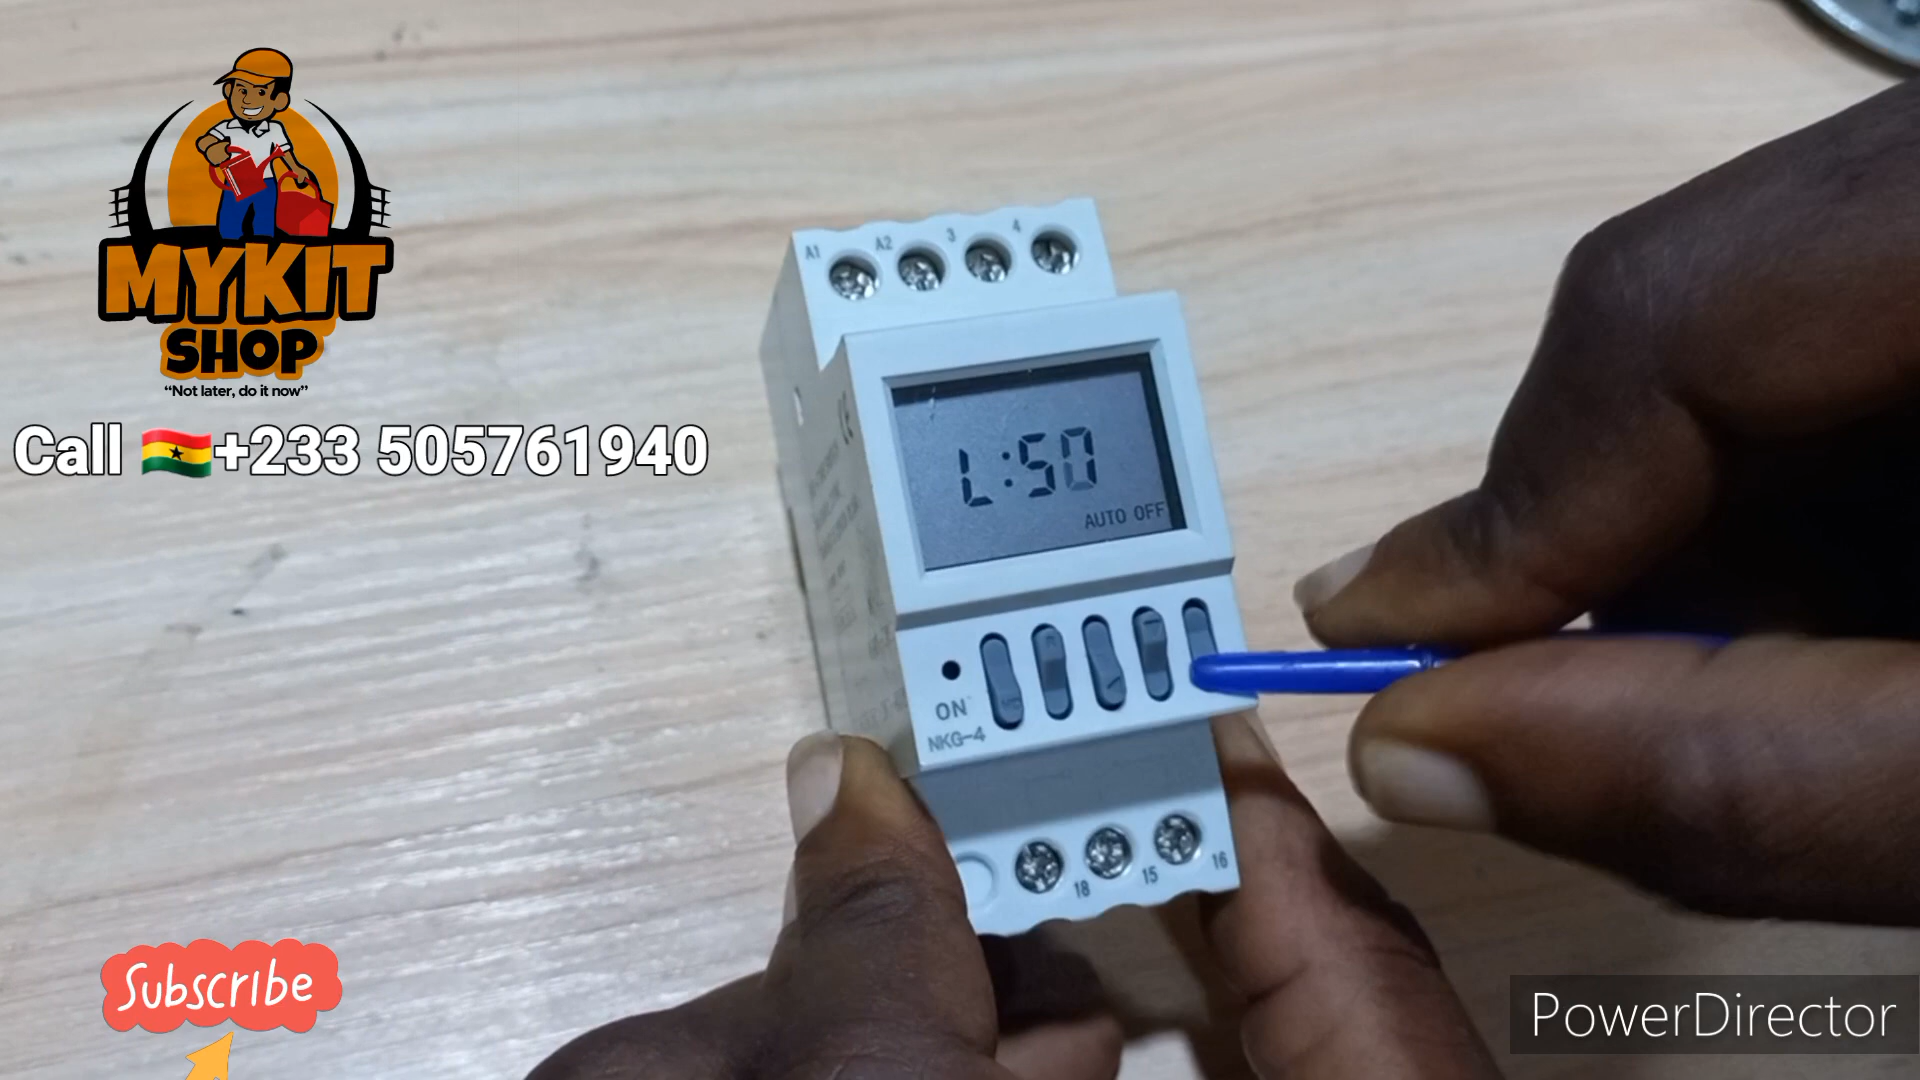 MYKIT
SHOP
“Not later, do it now”
Call +233 505761940
A1 A2 3 4
L:50
AUTO OFF
ON
NKG-4
18 15 16
Subscribe
PowerDirector